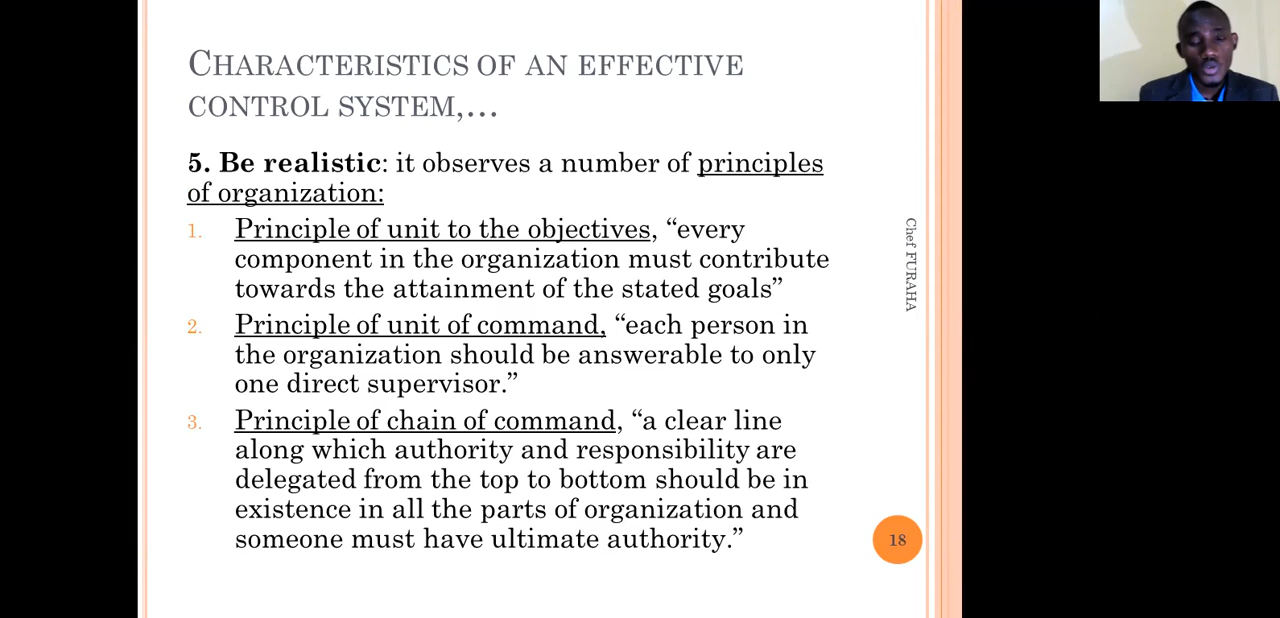 CHARACTERISTICS OF AN EFFECTIVE
CONTROL SYSTEM,...
5. Be realistic: it observes a number of principles
of organization:
1. Principle of unit to the objectives, “every
component in the organization must contribute
towards the attainment of the stated goals”
2. Principle of unit of command, “each person in
the organization should be answerable to only
one direct supervisor.”
3. Principle of chain of command, “a clear line
along which authority and responsibility are
delegated from the top to bottom should be in
existence in all the parts of organization and
someone must have ultimate authority.”
Chef FURAHA
18